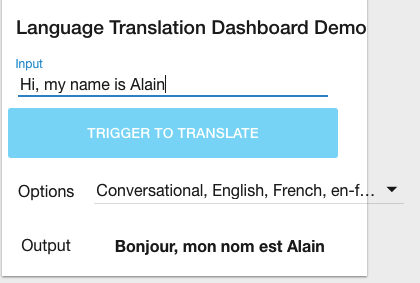 Language Translation Dashboard Demo
Input
Hi, my name is Alain
TRIGGER TO TRANSLATE
Options Conversational, English, French, en-f...
Output Bonjour, mon nom est Alain